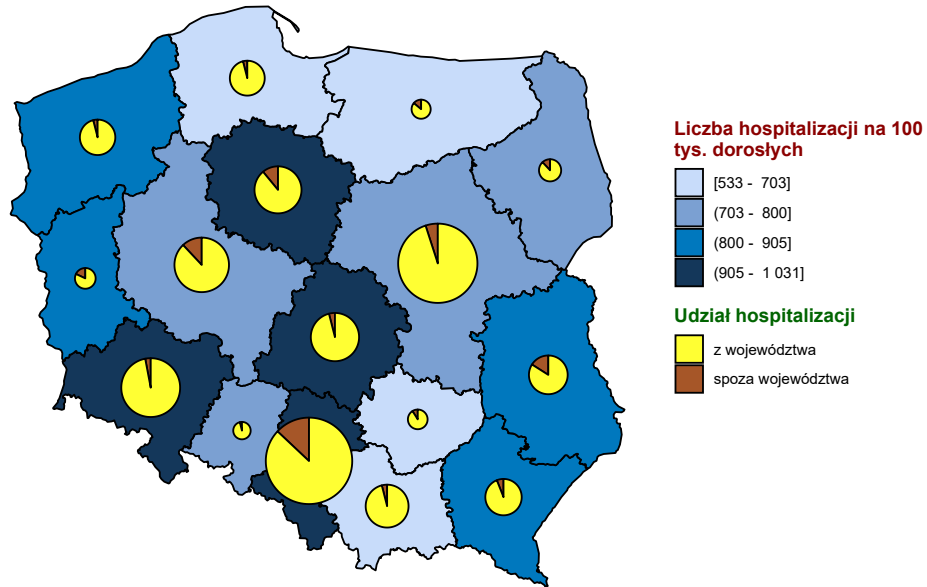 Liczba hospitalizacji na 100
tys. dorosłych
[533 - 703]
(703 - 800]
(800 - 905]
(905 - 1 031]
Udział hospitalizacji
z województwa
spoza województwa